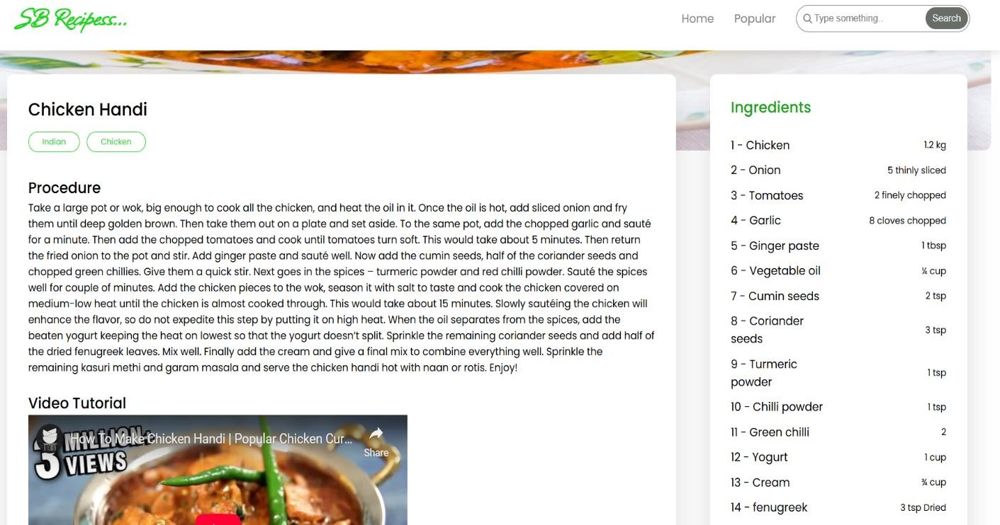 SB Recipess...
Home
Popular
Type something..
Search
Chicken Handi
Indian
Chicken
Procedure
Take a large pot or wok, big enough to cook all the chicken, and heat the oil in it. Once the oil is hot, add sliced onion and fry
them until deep golden brown. Then take them out on a plate and set aside. To the same pot, add the chopped garlic and sauté
for a minute. Then add the chopped tomatoes and cook until tomatoes turn soft. This would take about 5 minutes. Then return
the fried onion to the pot and stir. Add ginger paste and sauté well. Now add the cumin seeds, half of the coriander seeds and
chopped green chillies. Give them a quick stir. Next goes in the spices – turmeric powder and red chilli powder. Sauté the spices
well for couple of minutes. Add the chicken pieces to the wok, season it with salt to taste and cook the chicken covered on
medium-low heat until the chicken is almost cooked through. This would take about 15 minutes. Slowly sautéing the chicken will
enhance the flavor, so do not expedite this step by putting it on high heat. When the oil separates from the spices, add the
beaten yogurt keeping the heat on lowest so that the yogurt doesn't split. Sprinkle the remaining coriander seeds and add half of
the dried fenugreek leaves. Mix well. Finally add the cream and give a final mix to combine everything well. Sprinkle the
remaining kasuri methi and garam masala and serve the chicken handi hot with naan or rotis. Enjoy!
Video Tutorial
How To Make Chicken Handi | Popular Chicken Cur...
Share
3 MILLION+
VIEWS
Ingredients
1 - Chicken 1.2 kg
2 - Onion 5 thinly sliced
3 - Tomatoes 2 finely chopped
4 - Garlic 8 cloves chopped
5 - Ginger paste 1 tbsp
6 - Vegetable oil ¼ cup
7 - Cumin seeds 2 tsp
8 - Coriander
seeds 3 tsp
9 - Turmeric
powder 1 tsp
10 - Chilli powder 1 tsp
11 - Green chilli 2
12 - Yogurt 1 cup
13 - Cream ¾ cup
14 - fenugreek 3 tsp Dried